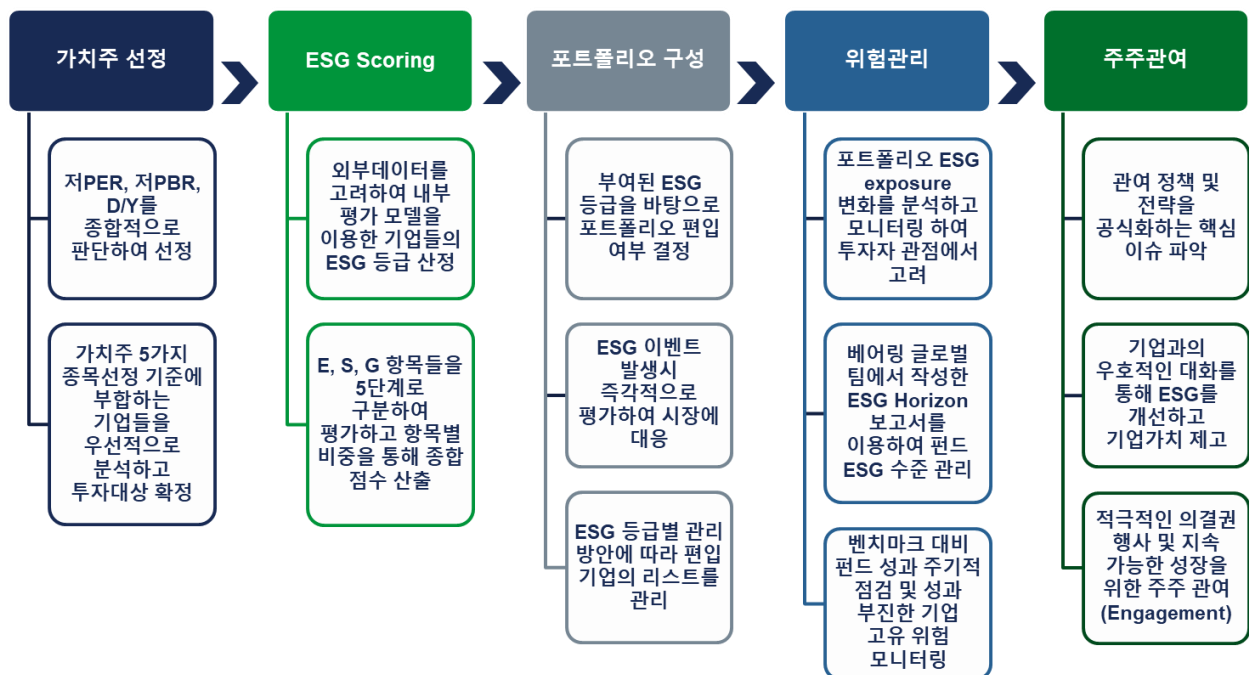 가치주 선정
ESG Scoring
포트폴리오 구성
위험관리
주주관여
저PER, 저PBR,
D/Y를
종합적으로
판단하여 선정
가치주 5가지
종목선정 기준에
부합하는
기업들을
우선적으로
분석하고
투자대상 확정
외부데이터를
고려하여 내부
평가 모델을
이용한 기업들의
ESG 등급 산정
E, S, G 항목들을
5단계로
구분하여
평가하고 항목별
비중을 통해 종합
점수 산출
부여된 ESG
등급을 바탕으로
포트폴리오 편입
여부 결정
ESG 이벤트
발생시
즉각적으로
평가하여 시장에
대응
ESG 등급별 관리
방안에 따라 편입
기업의 리스트를
관리
포트폴리오 ESG
exposure
변화를 분석하고
모니터링 하여
투자자 관점에서
고려
베어링 글로벌
팀에서 작성한
ESG Horizon
보고서를
이용하여 펀드
ESG 수준 관리
벤치마크 대비
펀드 성과 주기적
점검 및 성과
부진한 기업
고유 위험
모니터링
관여 정책 및
전략을
공식화하는 핵심
이슈 파악
기업과의
우호적인 대화를
통해 ESG를
개선하고
기업가치 제고
적극적인 의결권
행사 및 지속
가능한 성장을
위한 주주 관여
(Engagement)